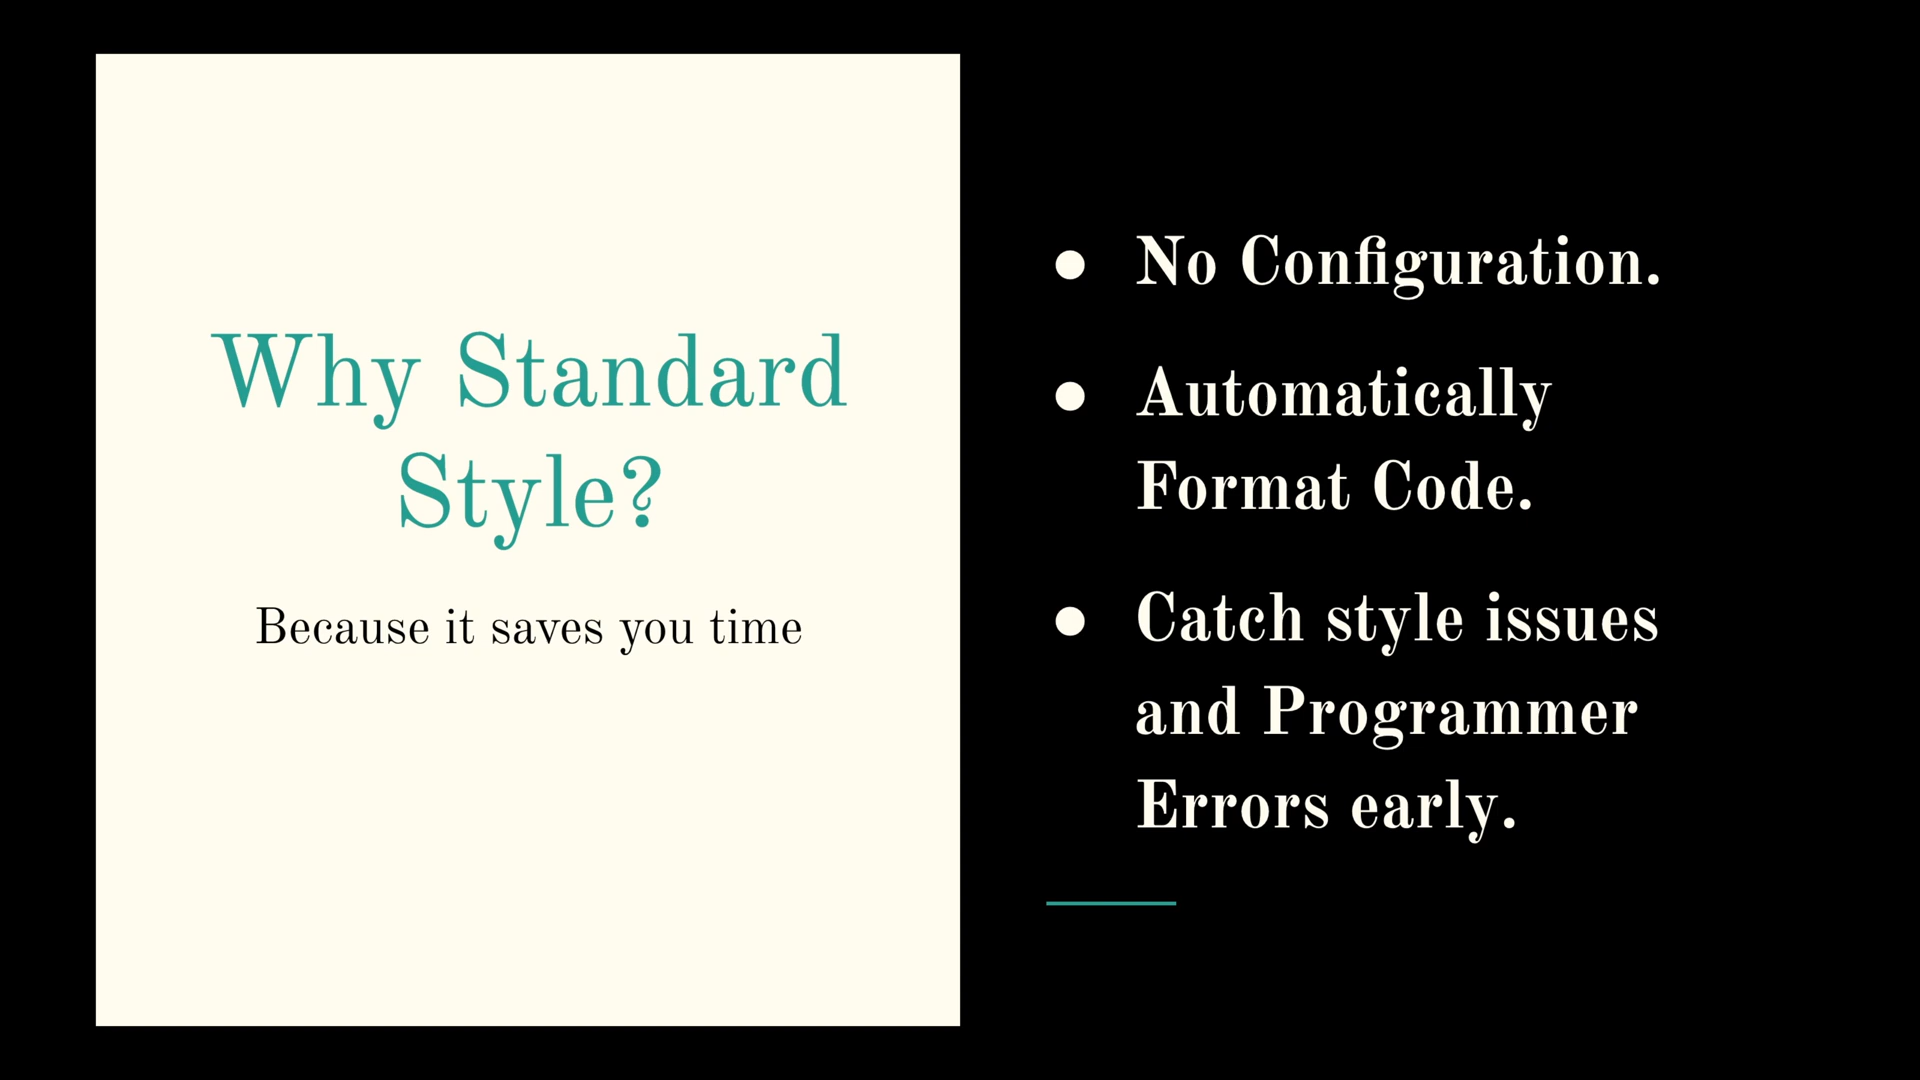 Why Standard
Style?
Because it saves you time
● No Configuration.
● Automatically
Format Code.
● Catch style issues
and Programmer
Errors early.